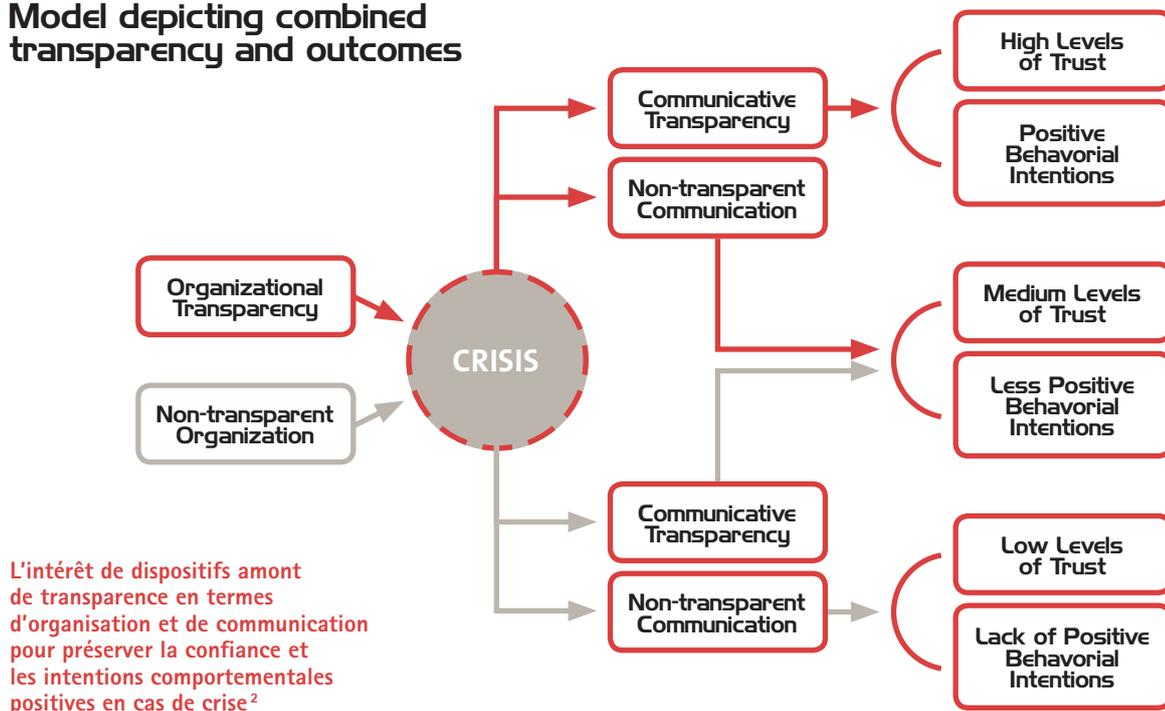 Model depicting combined
transparency and outcomes
Organizational
Transparency
Non-transparent
Organization
CRISIS
Communicative
Transparency
Non-transparent
Communication
Communicative
Transparency
Non-transparent
Communication
High Levels
of Trust
Positive
Behavorial
Intentions
Medium Levels
of Trust
Less Positive
Behavorial
Intentions
Low Levels
of Trust
Lack of Positive
Behavorial
Intentions
L'intérêt de dispositifs amont
de transparence en termes
d'organisation et de communication
pour préserver la confiance et
les intentions comportementales
positives en cas de crise²